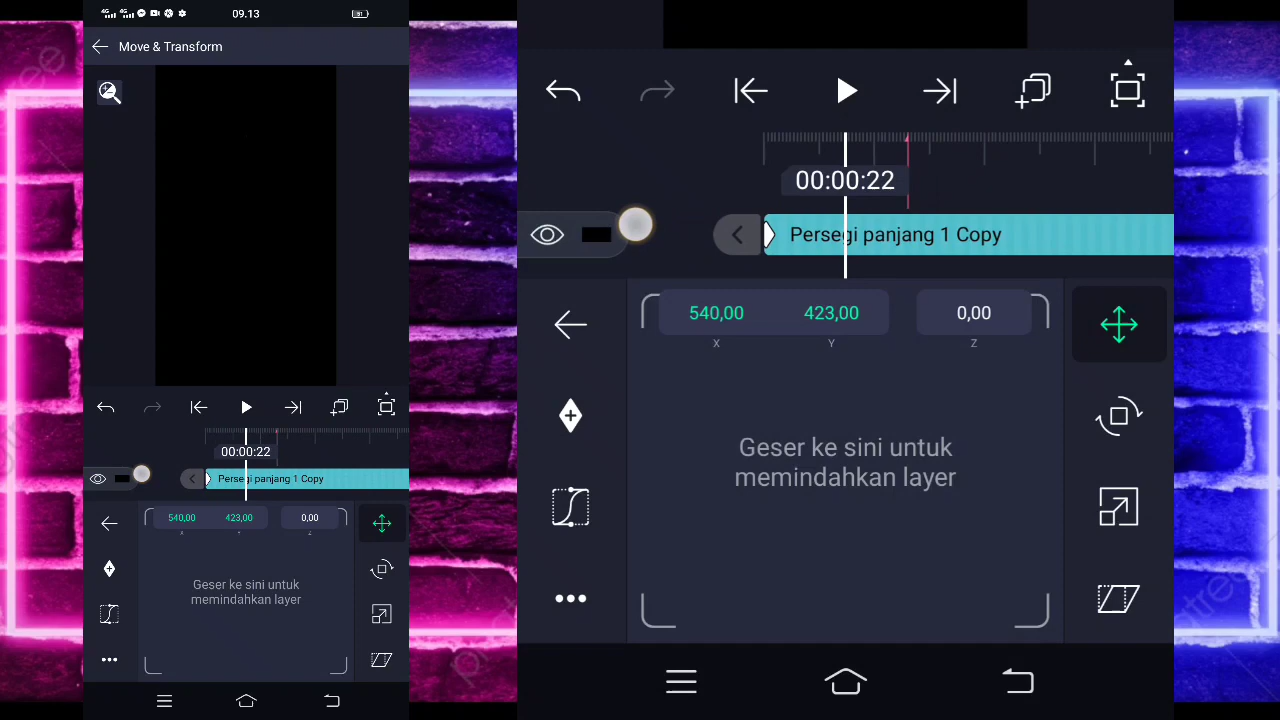 09.13
Move & Transform
00:00:22
Persegi panjang 1 Copy
540,00
423,00
0,00
X
Y
Z
Geser ke sini untuk
memindahkan layer
00:00:22
Persegi panjang 1 Copy
540,00
423,00
0,00
X
Y
Z
Geser ke sini untuk
memindahkan layer